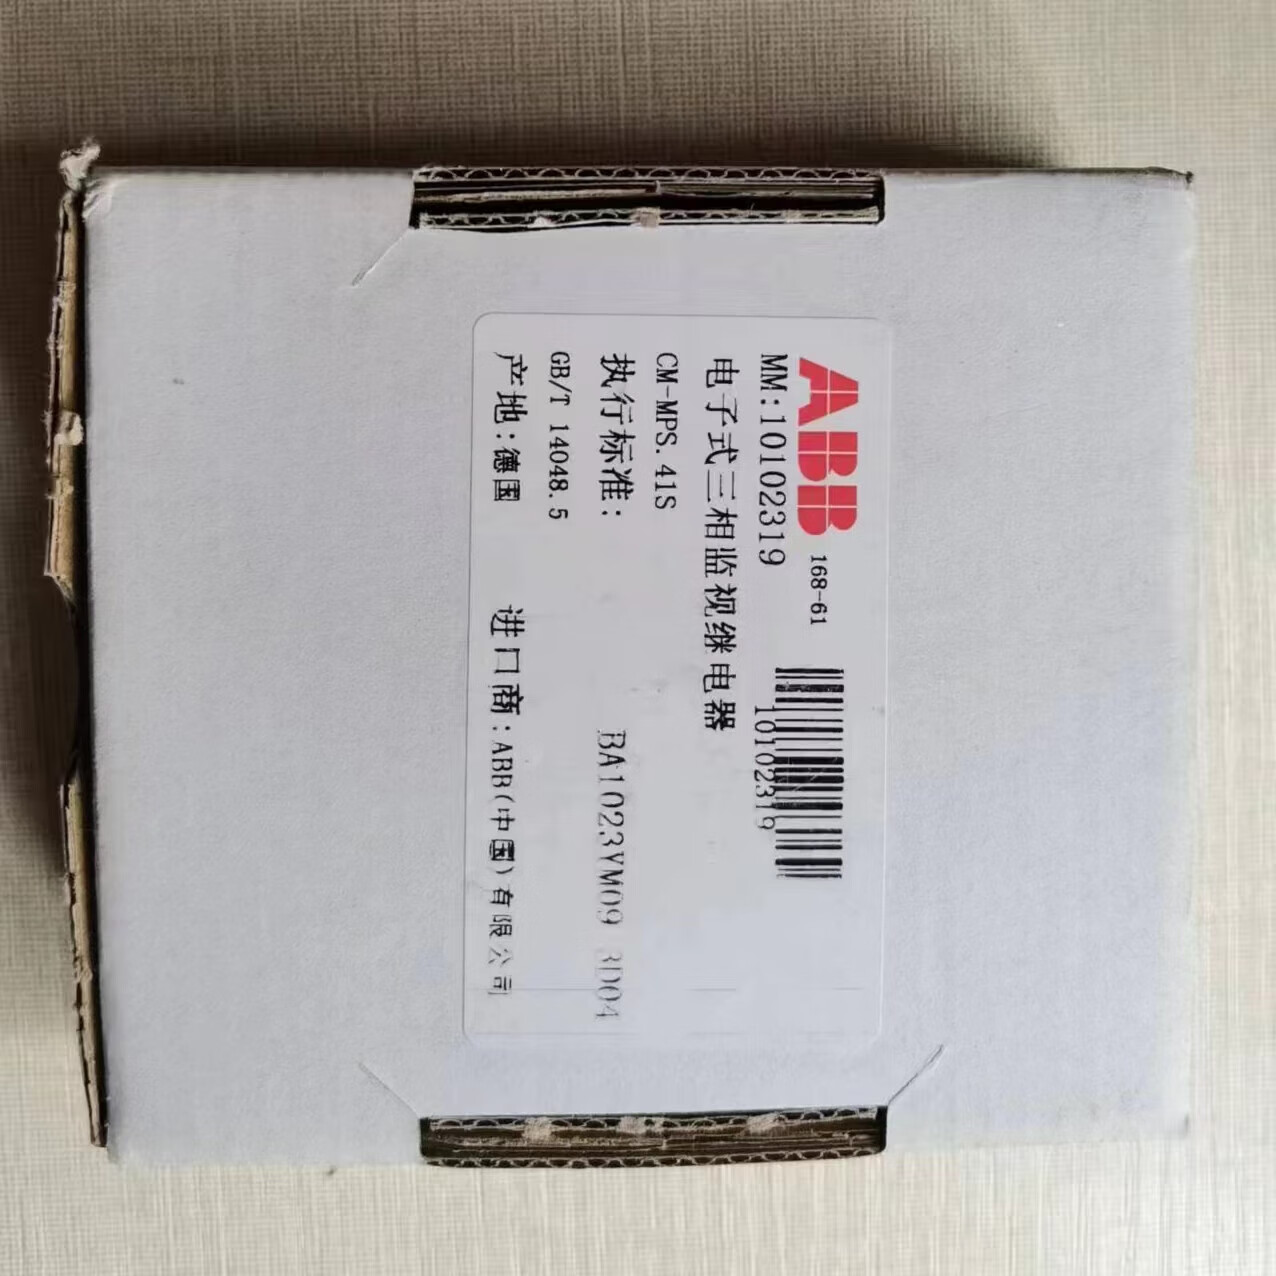 ABB 168-61
MM:10102319 10102319
电子式三相监视继电器
CM-MPS.41S
执行标准: BA1023VM09 3D04
GB/T 14048.5
产地:德国 进口商:ABB(中国)有限公司